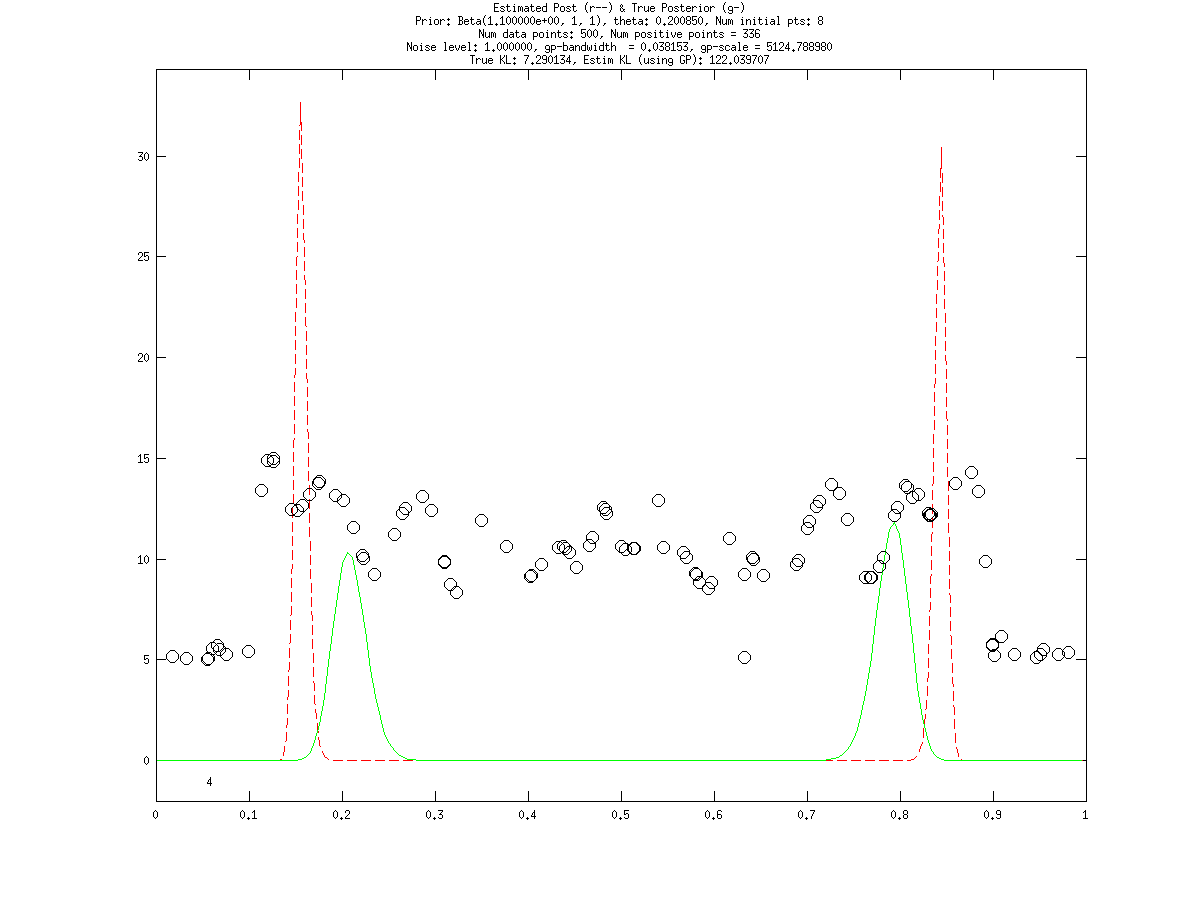 Estimated Post (r--) & True Posterior (g-)
Prior: Beta(1.100000e+00, 1, 1), theta: 0.200850, Num initial pts: 8
Num data points: 500, Num positive points = 336
Noise level: 1.000000, gp-bandwidth  = 0.038153, gp-scale = 5124.788980
True KL: 7.290134, Estim KL (using GP): 122.039707
30
25
20
15
10
5
0
4
0 0.1 0.2 0.3 0.4 0.5 0.6 0.7 0.8 0.9 1